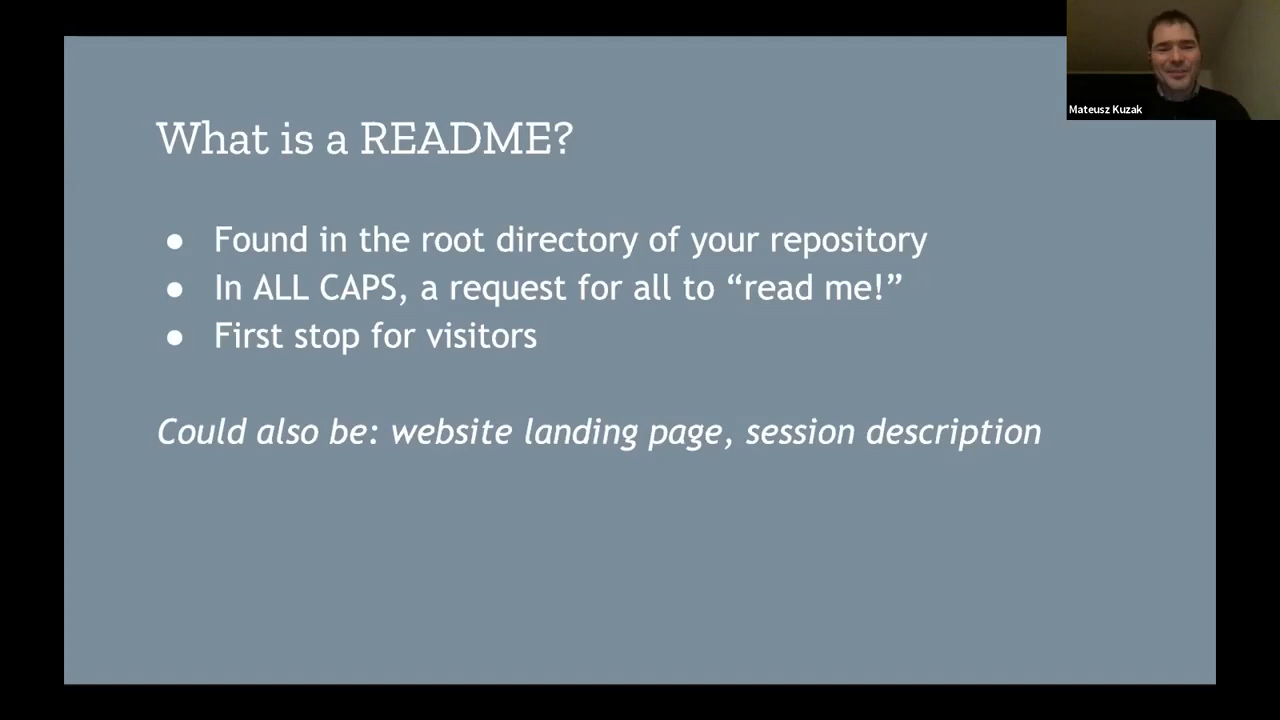 What is a README?
● Found in the root directory of your repository
● In ALL CAPS, a request for all to “read me!”
● First stop for visitors
Could also be: website landing page, session description
Mateusz Kuzak